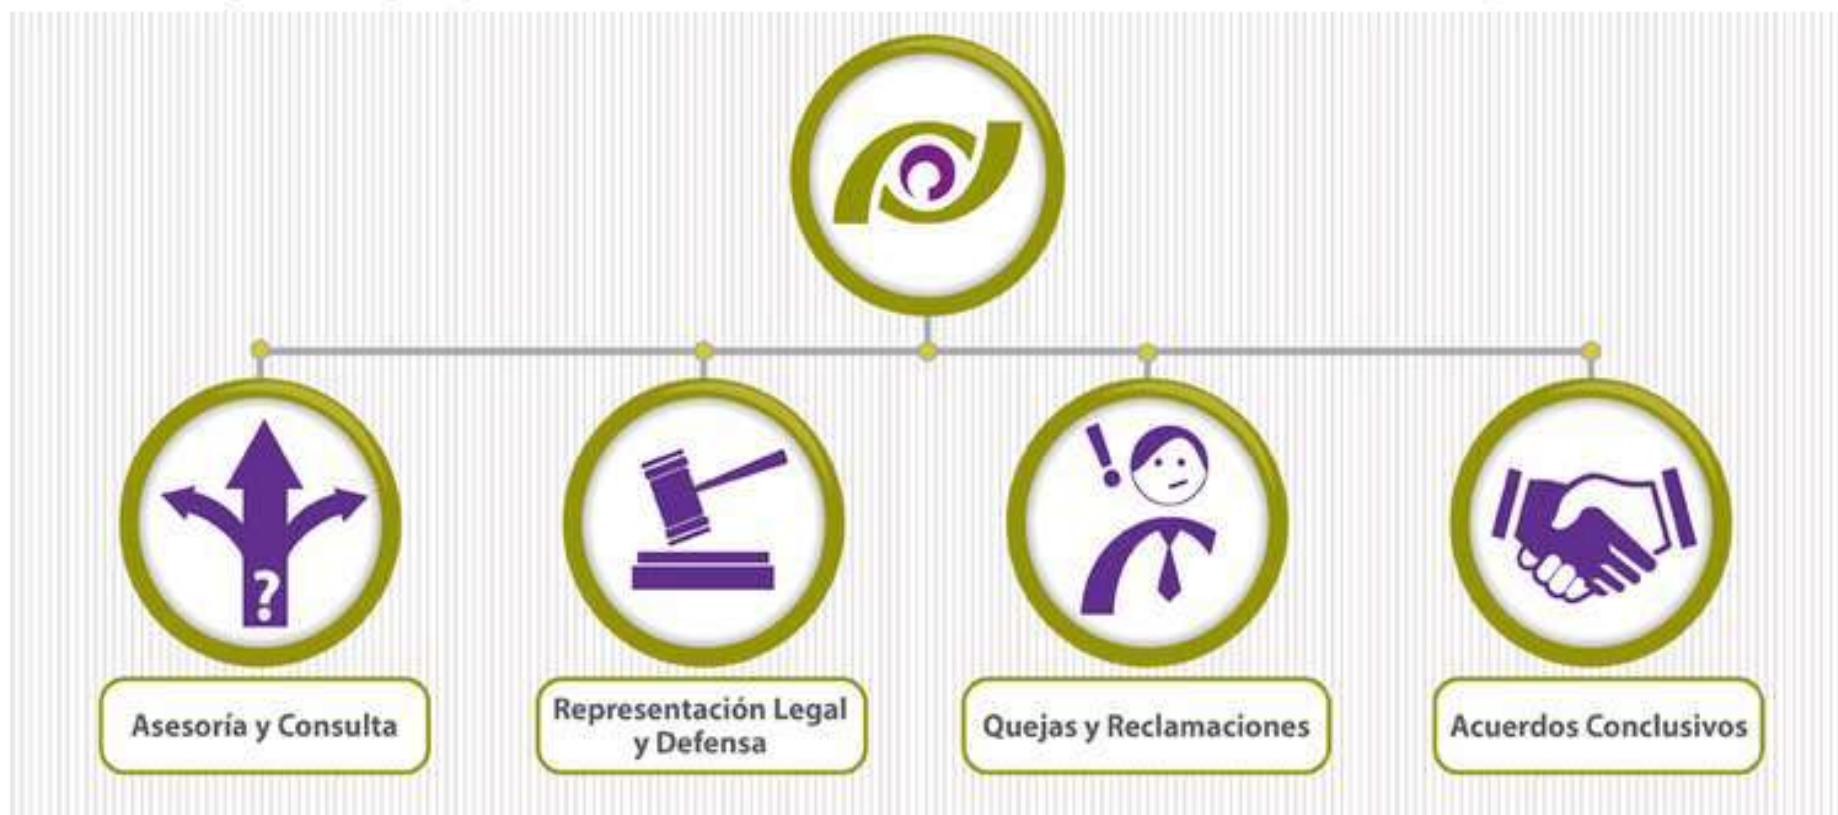 ?
!
Asesoría y Consulta
Representación Legal
y Defensa
Quejas y Reclamaciones
Acuerdos Conclusivos